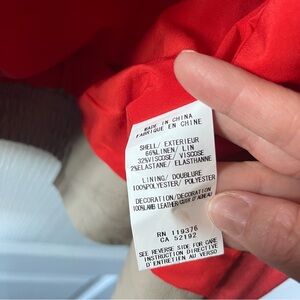 MADE IN CHINA
FABRIQUE EN CHINE
SHELL/ EXTERIEUR
66%LINEN/ LIN
32%VISCOSE/ VISCOSE
2%ELASTANE/ ELASTHANNE
LINING/ DOUBLURE
100%POLYESTER/ POLYESTER
DECORATION/DECORATION
100%LAMB LEATHER/CUIR D'AGNEAU
RN 119376
CA 52192
SEE REVERSE SIDE FOR CARE
INSTRUCTION DIRECTIVE
D'ENTRETIEN AU VERSO